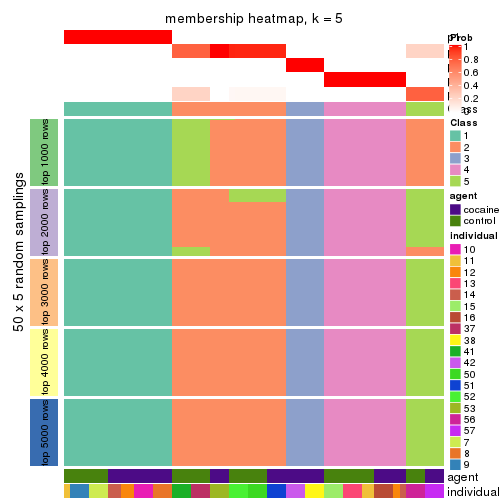 membership heatmap, k = 5
50 x 5 random samplings
top 1000 rows
top 2000 rows
top 3000 rows
top 4000 rows
top 5000 rows
Prob
1
0.8
0.6
0.4
0.2
0
Class
1
2
3
4
5
agent
cocaine
control
individual
10
11
12
13
14
15
16
37
38
41
42
50
51
52
53
56
57
7
8
9
agent
individual